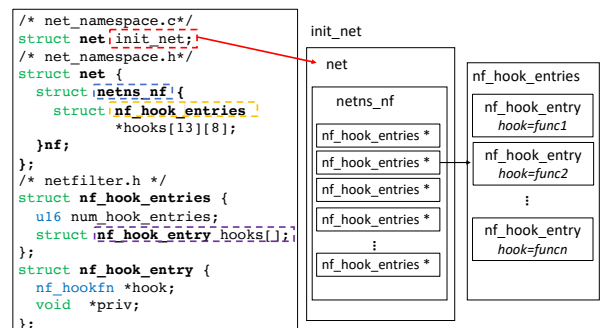 /* net_namespace.c*/
struct net init_net;
/* net_namespace.h*/
struct net {
struct netns_nf {
struct nf_hook_entries
*hooks[13][8];
}nf;
};
/* netfilter.h */
struct nf_hook_entries {
u16 num_hook_entries;
struct nf_hook_entry hooks[];
};
struct nf_hook_entry {
nf_hookfn *hook;
void *priv;
};
init_net
net
netns_nf
nf_hook_entries *
nf_hook_entries *
nf_hook_entries *
nf_hook_entries *
⋮
nf_hook_entries *
nf_hook_entries
nf_hook_entry
hook=func1
nf_hook_entry
hook=func2
⋮
nf_hook_entry
hook=funcn